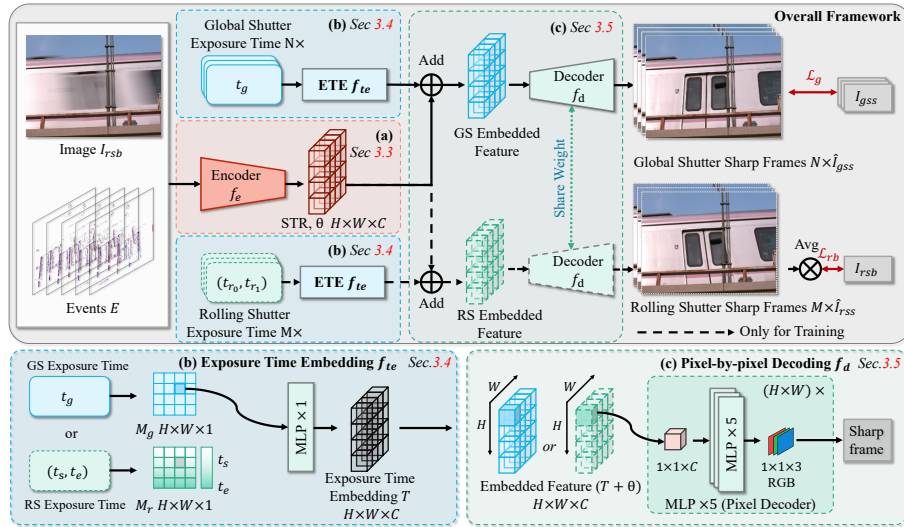 Overall Framework
Image I_rsb
Events E
Global Shutter
Exposure Time N×
(b) Sec 3.4
t_g
ETE f_te
Add
(a)
Sec 3.3
Encoder
f_e
STR, θ H×W×C
(b) Sec 3.4
(t_r0, t_r1)
ETE f_te
Rolling Shutter
Exposure Time M×
Add
(c) Sec 3.5
GS Embedded
Feature
Decoder
f_d
Share Weight
RS Embedded
Feature
Decoder
f_d
ℒ_g
I_gss
Global Shutter Sharp Frames N×Î_gss
Avg
ℒ_rb
I_rsb
Rolling Shutter Sharp Frames M×Î_rss
Only for Training
(b) Exposure Time Embedding f_te Sec.3.4
GS Exposure Time
t_g
or
(t_s, t_e)
RS Exposure Time
M_g H×W×1
t_s
t_e
M_r H×W×1
MLP × 1
Exposure Time
Embedding T
H×W×C
(c) Pixel-by-pixel Decoding f_d Sec.3.5
W
H
or
W
H
Embedded Feature (T + θ)
H×W×C
(H×W) ×
1×1×C
MLP × 5
1×1×3
RGB
MLP ×5 (Pixel Decoder)
Sharp
frame